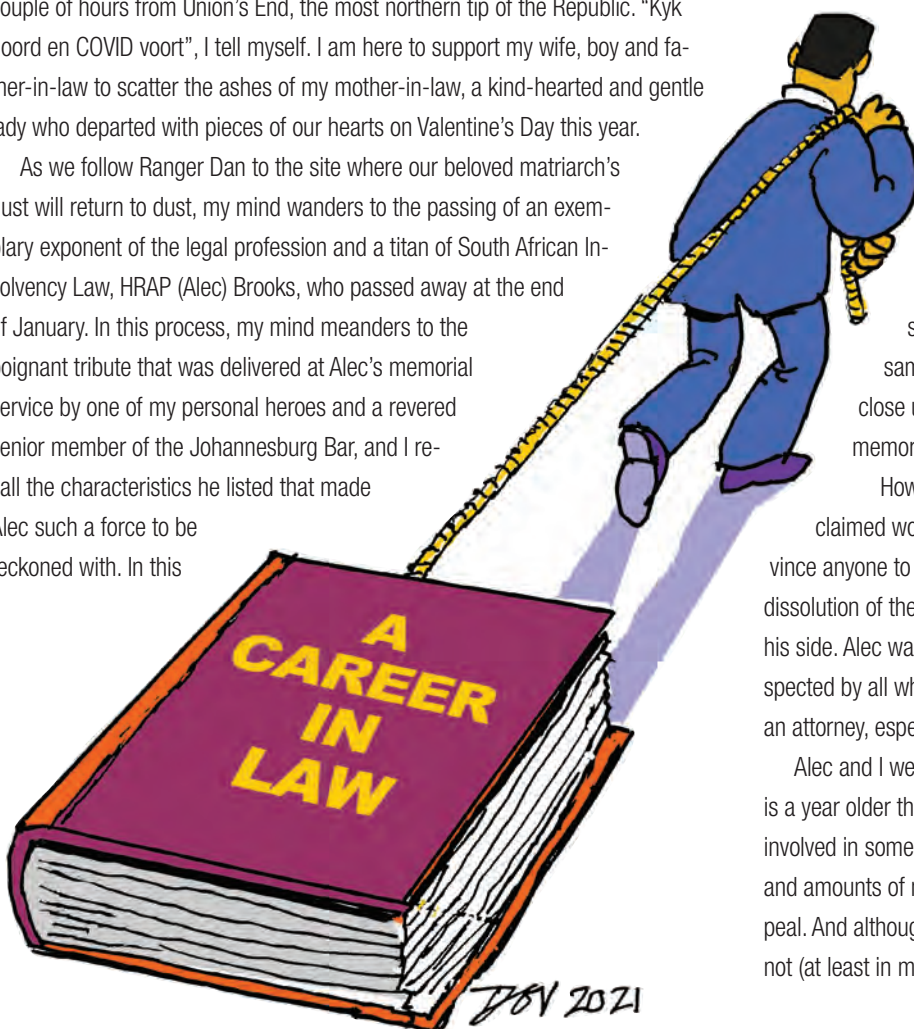 ouple of hours from Union's End, the most northern tip of the Republic. “Kyk
oord en COVID voort”, I tell myself. I am here to support my wife, boy and fa-
her-in-law to scatter the ashes of my mother-in-law, a kind-hearted and gentle
ady who departed with pieces of our hearts on Valentine's Day this year.
As we follow Ranger Dan to the site where our beloved matriarch's
ust will return to dust, my mind wanders to the passing of an exem-
plary exponent of the legal profession and a titan of South African In-
olvency Law, HRAP (Alec) Brooks, who passed away at the end
f January. In this process, my mind meanders to the
oignant tribute that was delivered at Alec's memorial
ervice by one of my personal heroes and a revered
enior member of the Johannesburg Bar, and I re-
all the characteristics he listed that made
Alec such a force to be
eckoned with. In this
A
CAREER
IN
LAW
2021
s
sam
close u
memor
How
claimed wo
vince anyone to
dissolution of the
his side. Alec wa
spected by all wh
an attorney, espe
Alec and I we
is a year older th
involved in some
and amounts of
peal. And althoug
not (at least in m